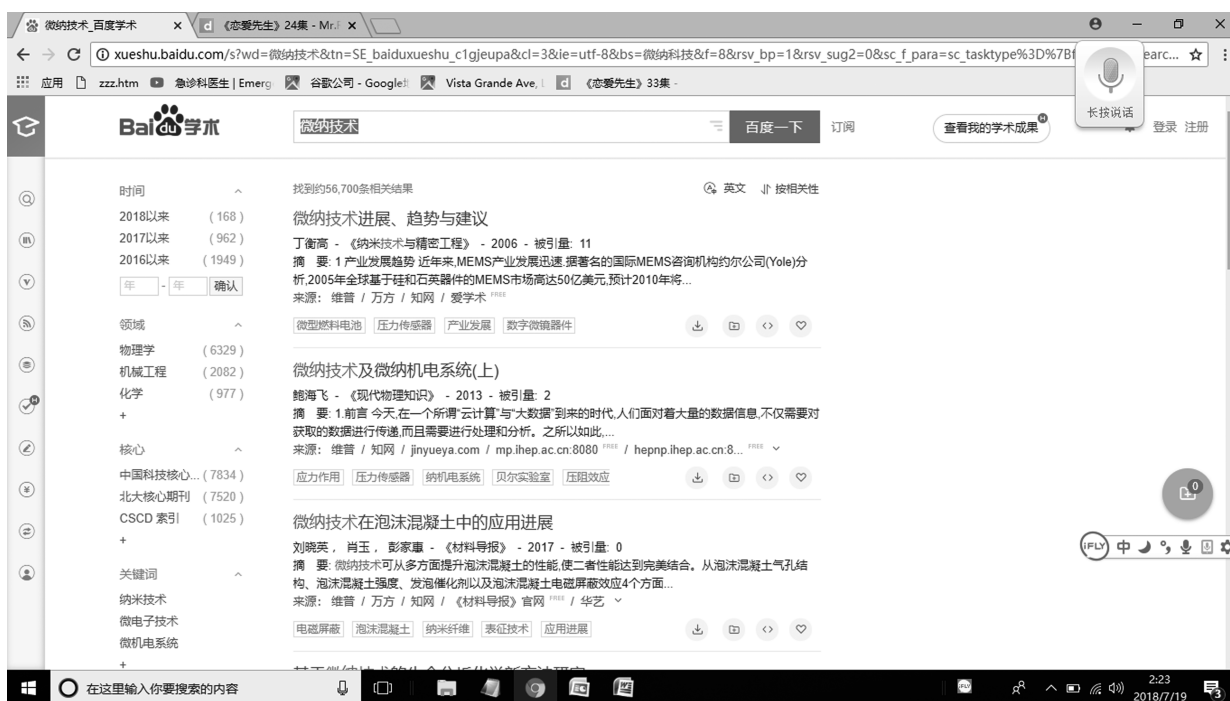 微纳技术_百度学术
《恋爱先生》24集 - Mr.
xueshu.baidu.com/s?wd=微纳技术&tn=SE_baiduxueshu_c1gjeupa&cl=3&ie=utf-8&bs=微纳科技&f=8&rsv_bp=1&rsv_sug2=0&sc_f_para=sc_tasktype%3D%7B
earc...
应用 zzz.htm 急诊科医生 | Emerg 谷歌公司 - Google Vista Grande Ave, 《恋爱先生》33集 -
长按说话
Bai du 学术
微纳技术
百度一下
订阅
查看我的学术成果
登录 注册
时间
2018以来 (168)
2017以来 (962)
2016以来 (1949)
年 - 年 确认
领域
物理学 (6329)
机械工程 (2082)
化学 (977)
+
核心
中国科技核心... (7834)
北大核心期刊 (7520)
CSCD 索引 (1025)
+
关键词
纳米技术
微电子技术
微机电系统
+
找到约56,700条相关结果
英文 按相关性
微纳技术进展、趋势与建议
丁衡高 - 《纳米技术与精密工程》 - 2006 - 被引量: 11
摘 要: 1 产业发展趋势 近年来,MEMS产业发展迅速.据著名的国际MEMS咨询机构约尔公司(Yole)分
析,2005年全球基于硅和石英器件的MEMS市场高达50亿美元,预计2010年将...
来源: 维普 / 万方 / 知网 / 爱学术 FREE
微型燃料电池 压力传感器 产业发展 数字微镜器件
微纳技术及微纳机电系统(上)
鲍海飞 - 《现代物理知识》 - 2013 - 被引量: 2
摘 要: 1.前言 今天,在一个所谓“云计算”与“大数据”到来的时代,人们面对着大量的数据信息,不仅需要对
获取的数据进行传递,而且需要进行处理和分析。之所以如此,...
来源: 维普 / 知网 / jinyueya.com / mp.ihep.ac.cn:8080 FREE / hepnp.ihep.ac.cn:8... FREE
应力作用 压力传感器 纳机电系统 贝尔实验室 压阻效应
微纳技术在泡沫混凝土中的应用进展
刘晓英, 肖玉, 彭家惠 - 《材料导报》 - 2017 - 被引量: 0
摘 要: 微纳技术可从多方面提升泡沫混凝土的性能,使二者性能达到完美结合。从泡沫混凝土气孔结
构、泡沫混凝土强度、发泡催化剂以及泡沫混凝土电磁屏蔽效应4个方面...
来源: 维普 / 万方 / 知网 / 《材料导报》官网 FREE / 华艺
电磁屏蔽 泡沫混凝土 纳米纤维 表征技术 应用进展
0
iFLY 中
在这里输入你要搜索的内容
2:23
2018/7/19
3